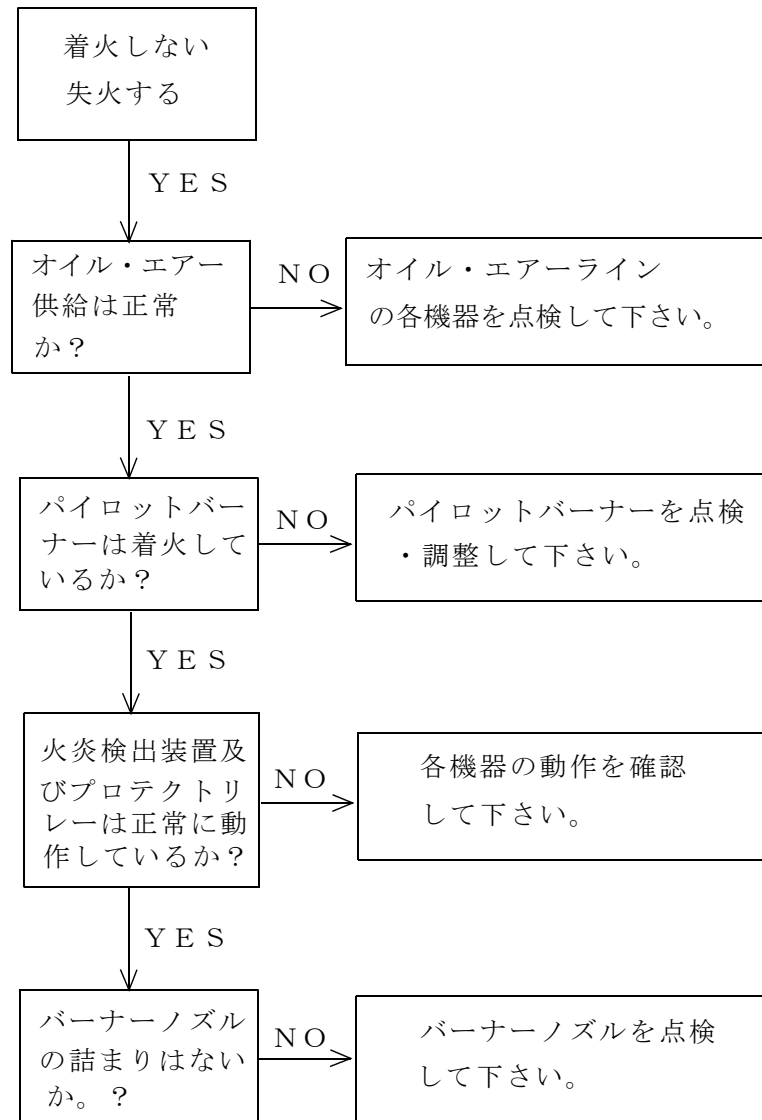 着火しない
失火する
ＹＥＳ
オイル・エアー
供給は正常
か？
ＮＯ
オイル・エアーライン
の各機器を点検して下さい。
ＹＥＳ
パイロットバー
ナーは着火して
いるか？
ＮＯ
パイロットバーナーを点検
・調整して下さい。
ＹＥＳ
火炎検出装置及
びプロテクトリ
レーは正常に動
作しているか？
ＮＯ
各機器の動作を確認
して下さい。
ＹＥＳ
バーナーノズル
の詰まりはない
か。？
ＮＯ
バーナーノズルを点検
して下さい。